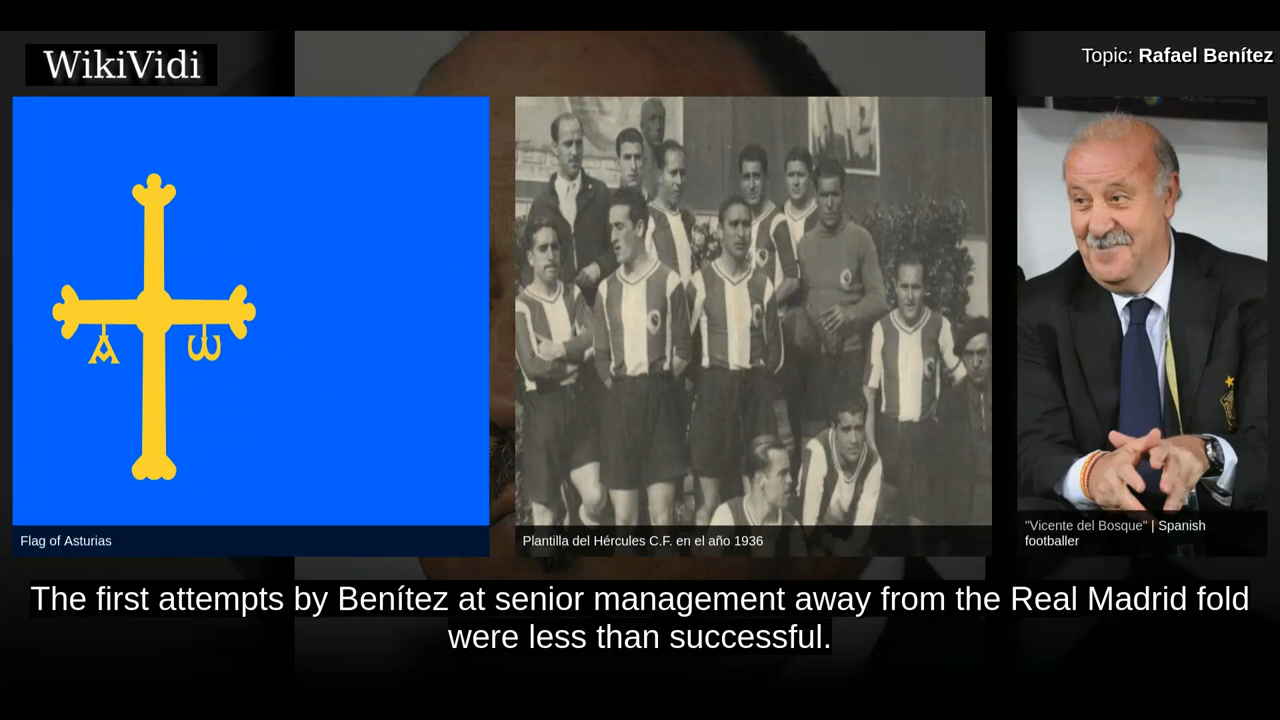 WikiVidi
Topic: Rafael Benítez
Flag of Asturias
Plantilla del Hércules C.F. en el año 1936
"Vicente del Bosque" | Spanish
footballer
The first attempts by Benítez at senior management away from the Real Madrid fold
were less than successful.